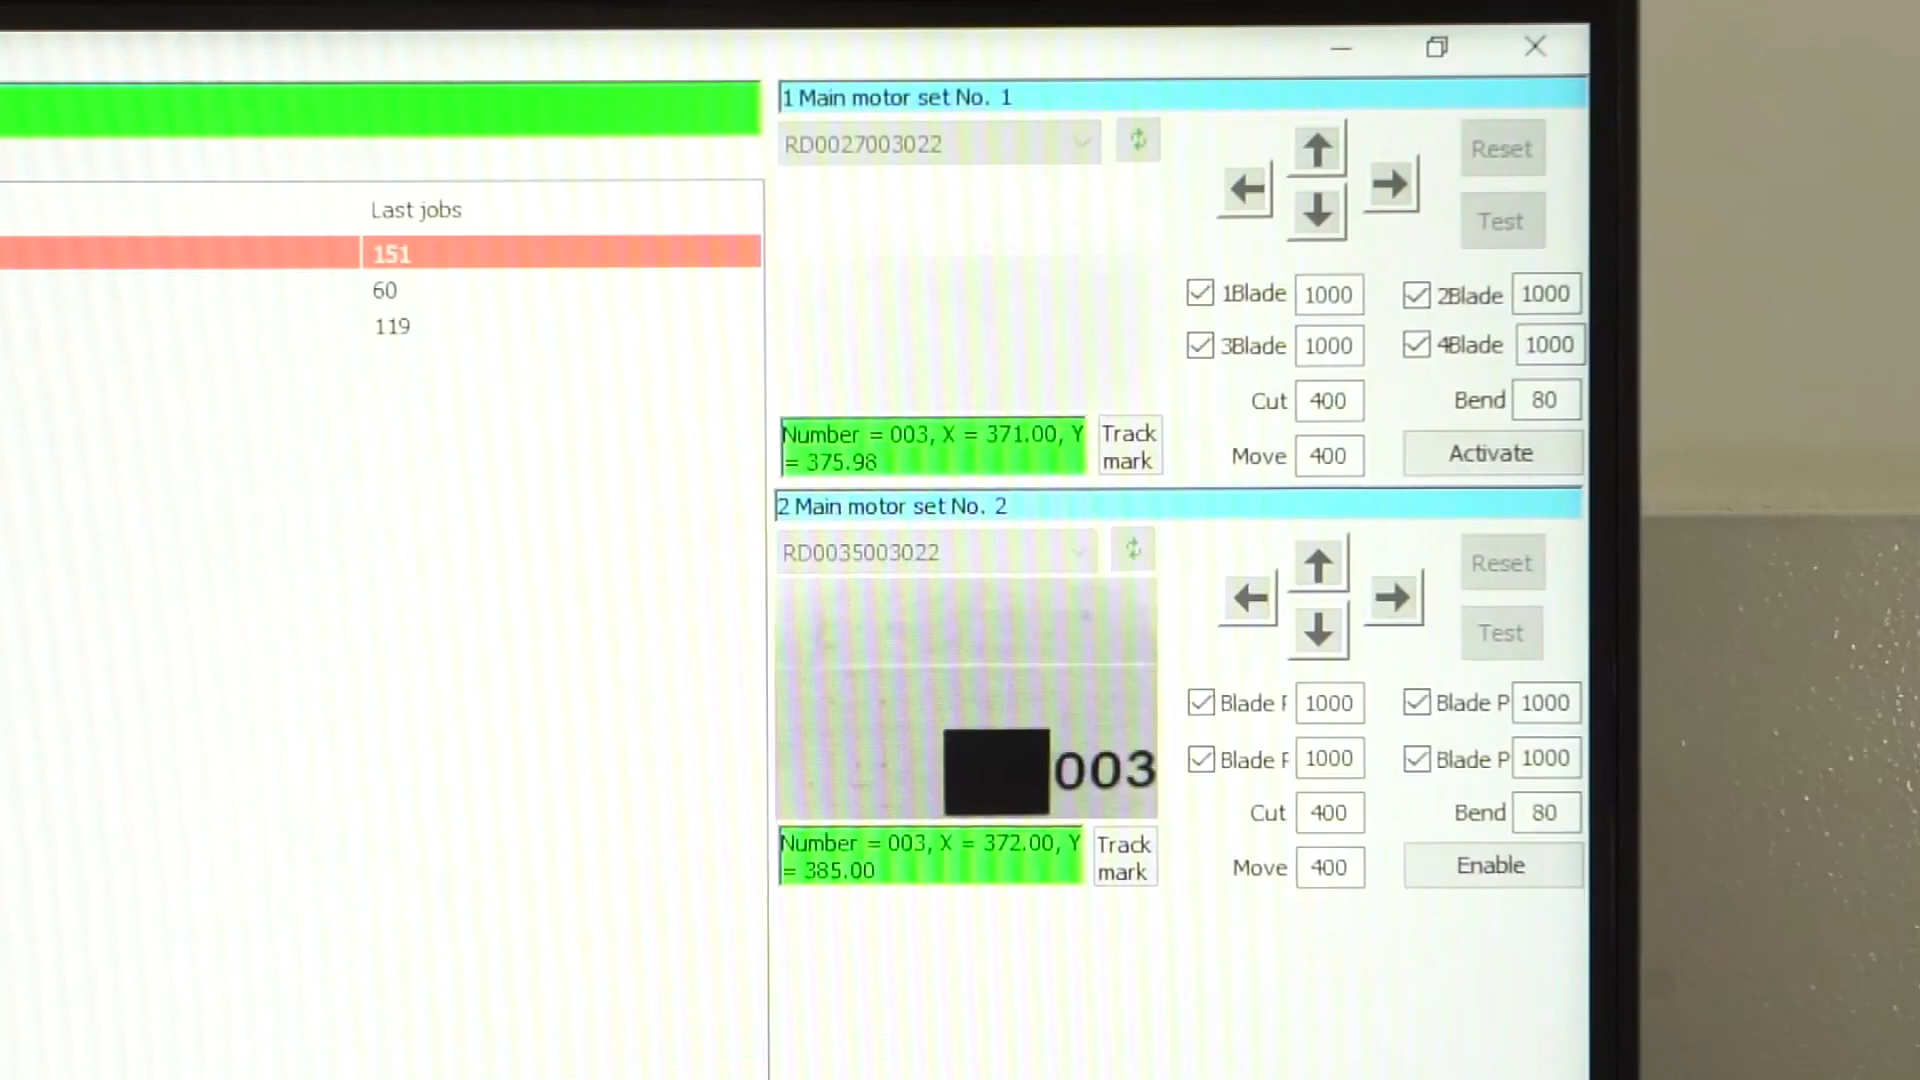 Last jobs
151
60
119
1 Main motor set No. 1
RD0027003022
Reset
Test
1Blade 1000 2Blade 1000
3Blade 1000 4Blade 1000
Cut 400 Bend 80
Move 400 Activate
Number = 003, X = 371.00, Y
= 375.98
Track
mark
2 Main motor set No. 2
RD0035003022
Reset
Test
Blade P 1000 Blade P 1000
Blade P 1000 Blade P 1000
Cut 400 Bend 80
Move 400 Enable
003
Number = 003, X = 372.00, Y
= 385.00
Track
mark